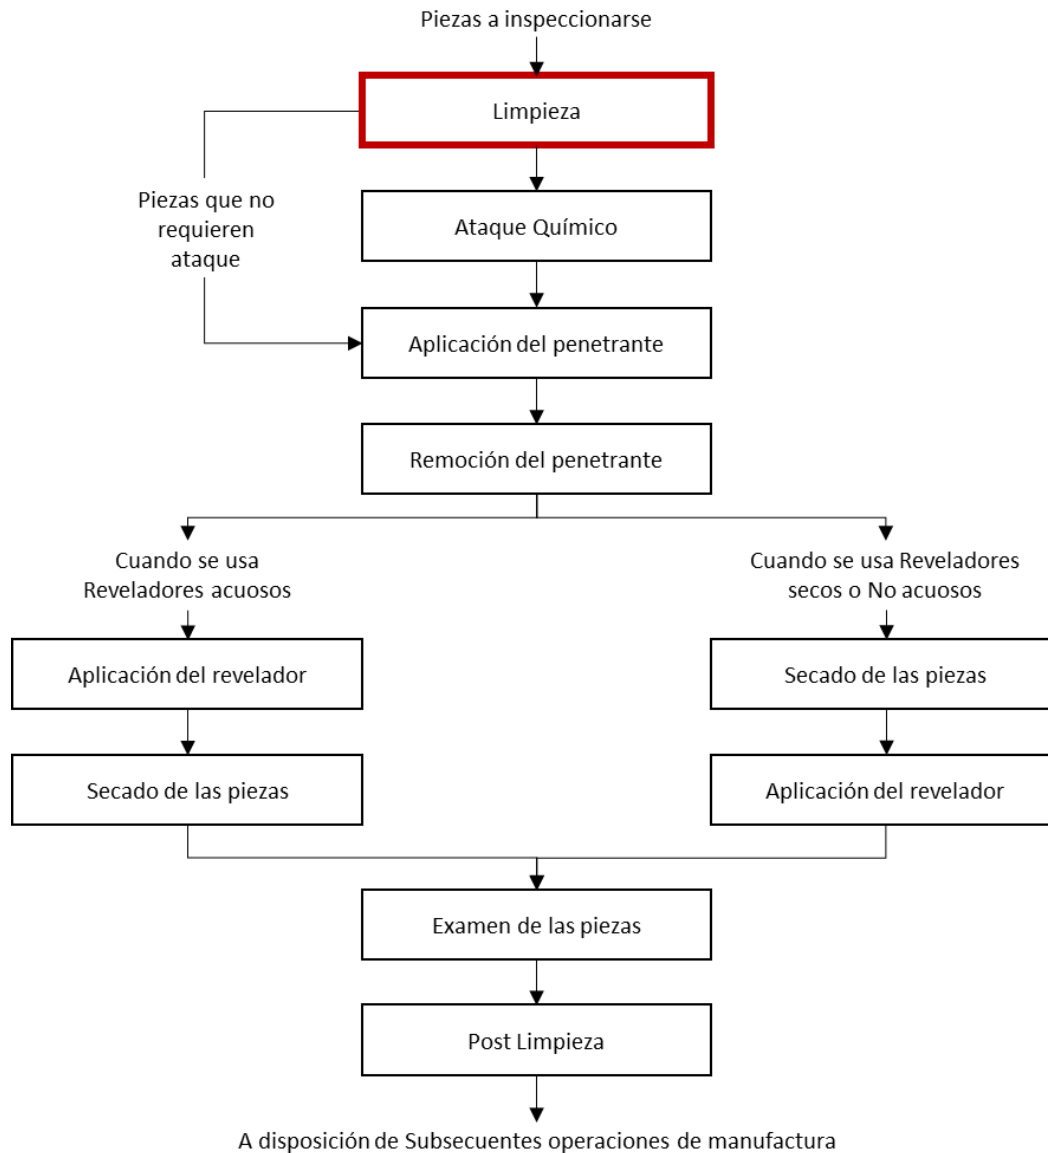 Piezas a inspeccionarse
Limpieza
Piezas que no
requieren
ataque
Ataque Químico
Aplicación del penetrante
Remoción del penetrante
Cuando se usa
Reveladores acuosos
Cuando se usa Reveladores
secos o No acuosos
Aplicación del revelador
Secado de las piezas
Secado de las piezas
Aplicación del revelador
Examen de las piezas
Post Limpieza
A disposición de Subsecuentes operaciones de manufactura